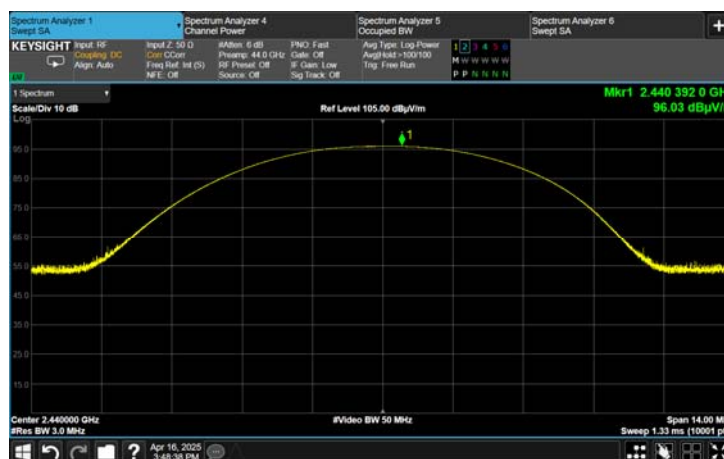 Spectrum Analyzer 1
Swept SA
Spectrum Analyzer 4
Channel Power
Spectrum Analyzer 5
Occupied BW
Spectrum Analyzer 6
Swept SA
+
KEYSIGHT
Input: RF
Coupling: DC
Align: Auto
Input Z: 50 Ω
Corr CCorr
Freq Ref: Int (S)
NFE: Off
#Atten: 6 dB
Preamp: 44.0 GHz
RF Preset Off
Source: Off
PNO: Fast
Gate: Off
IF Gain: Low
Sig Track: Off
Avg Type: Log-Power
Avg|Hold:>100/100
Trig: Free Run
1 2 3 4 5 6
M W W W W W
P P N N N N
1 Spectrum
Scale/Div 10 dB
Log
Ref Level 105.00 dBµV/m
Mkr1 2.440 392 0 GH
96.03 dBµV/
1
95.0
85.0
75.0
65.0
55.0
45.0
35.0
25.0
15.0
Center 2.440000 GHz
#Res BW 3.0 MHz
#Video BW 50 MHz
Span 14.00 M
Sweep 1.33 ms (10001 pt
?
Apr 16, 2025
3:48:38 PM